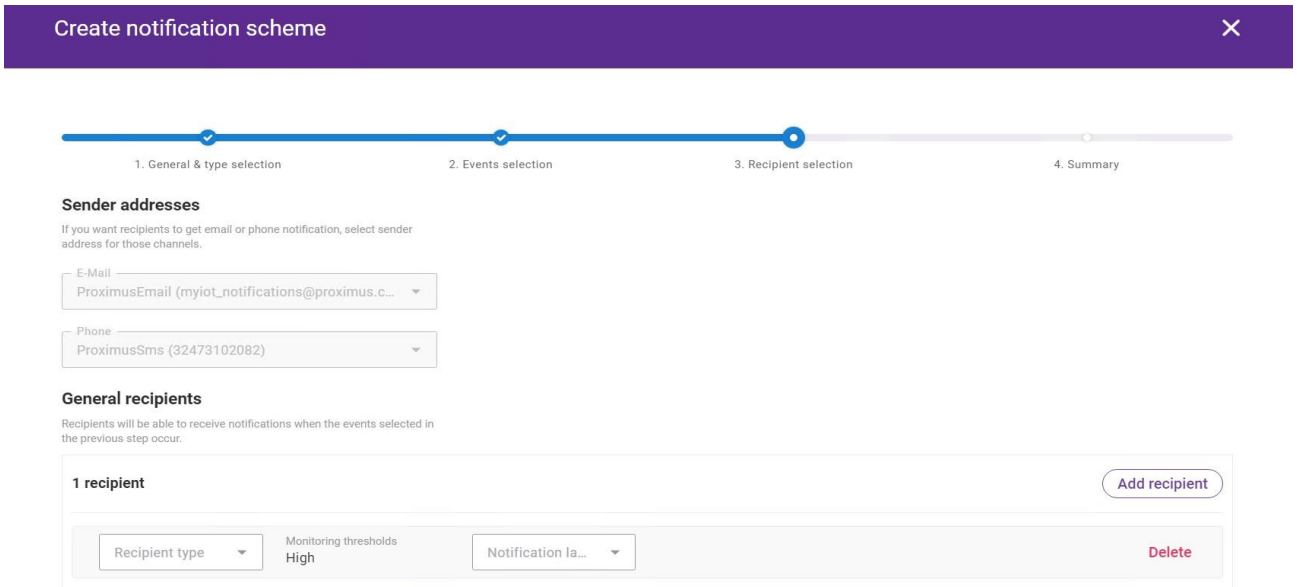 Create notification scheme
1. General & type selection
2. Events selection
3. Recipient selection
4. Summary
Sender addresses
If you want recipients to get email or phone notification, select sender
address for those channels.
E-Mail
ProximusEmail (myiot_notifications@proximus.c...
Phone
ProximusSms (32473102082)
General recipients
Recipients will be able to receive notifications when the events selected in
the previous step occur.
1 recipient
Add recipient
Recipient type
Monitoring thresholds
High
Notification la...
Delete